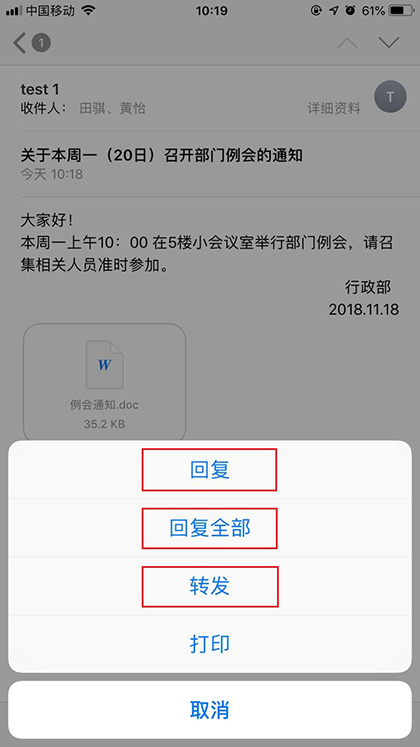 中国移动 10:19 61%
1
test 1
T
收件人： 田骐、黄怡 详细资料
关于本周一（20日）召开部门例会的通知
今天 10:18
大家好！
本周一上午10：00 在5楼小会议室举行部门例会，请召
集相关人员准时参加。
行政部
2018.11.18
W
例会通知.doc
35.2 KB
回复
回复全部
转发
打印
取消